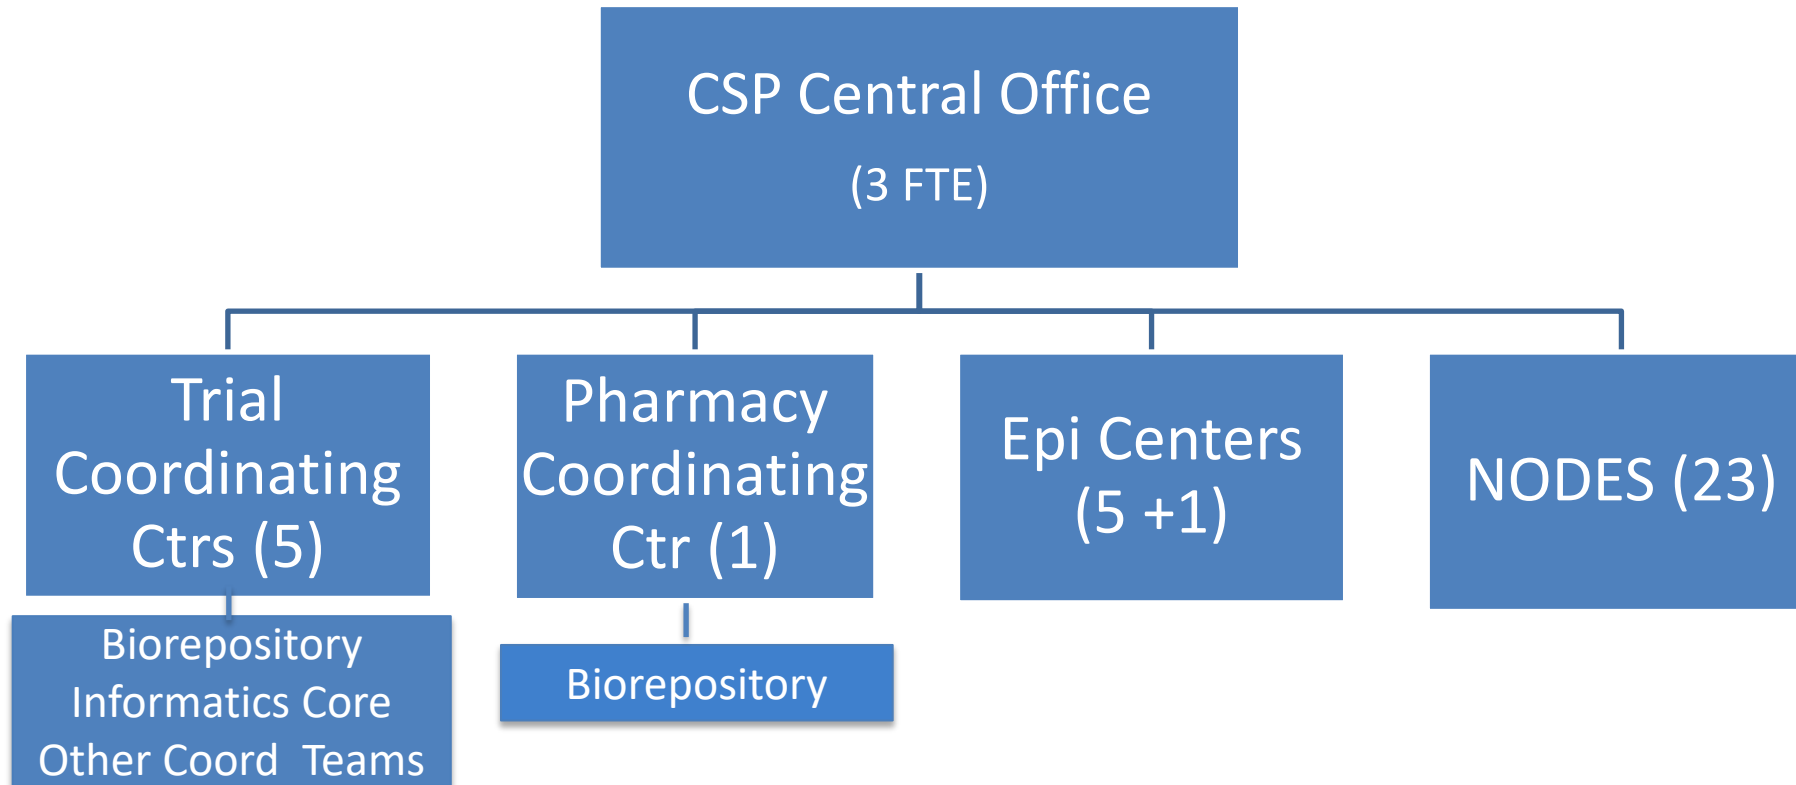 CSP Central Office
(3 FTE)
Trial
Coordinating
Ctrs (5)
Pharmacy
Coordinating
Ctr (1)
Epi Centers
(5 +1)
NODES (23)
Biorepository
Informatics Core
Other Coord  Teams
Biorepository